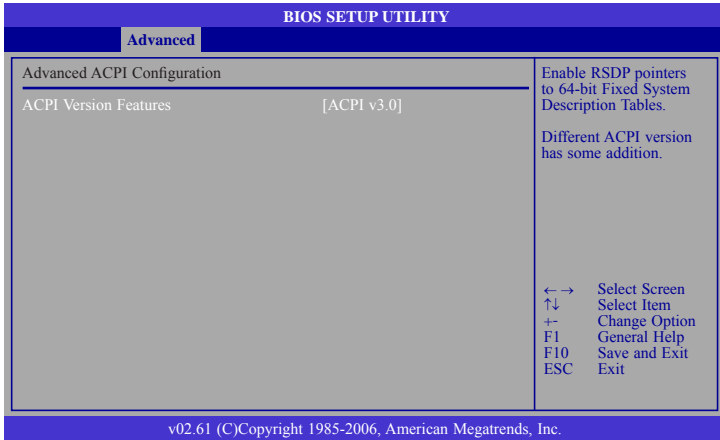 BIOS SETUP UTILITY
Advanced
Advanced ACPI Configuration
ACPI Version Features [ACPI v3.0]
Enable RSDP pointers
to 64-bit Fixed System
Description Tables.
Different ACPI version
has some addition.
←→ Select Screen
↑↓ Select Item
+- Change Option
F1 General Help
F10 Save and Exit
ESC Exit
v02.61 (C)Copyright 1985-2006, American Megatrends, Inc.